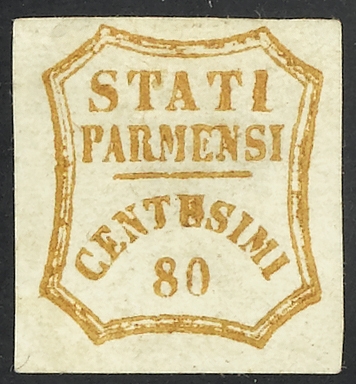 STATI
PARMENSI
CENTESIMI
80